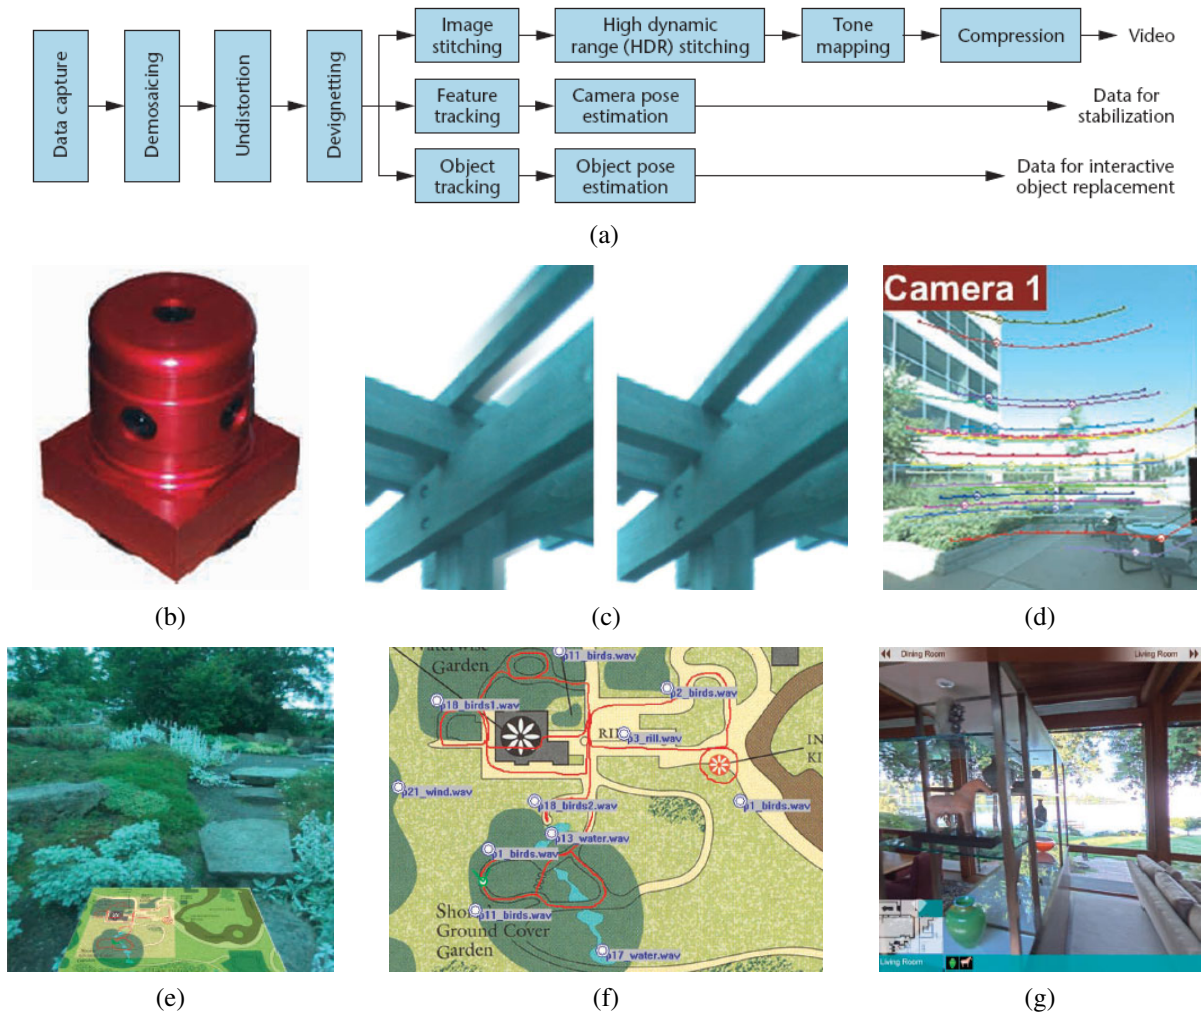 Data capture
Demosaicing
Undistortion
Devignetting
Image
stitching
High dynamic
range (HDR) stitching
Tone
mapping
Compression
Video
Feature
tracking
Camera pose
estimation
Data for
stabilization
Object
tracking
Object pose
estimation
Data for interactive
object replacement
(a)
Camera 1
(b)
(c)
(d)
Waterwise
Garden
p11_birds.wav
p2_birds.wav
p18_birds1.wav
p3_rill.wav
IN
KI
p21_wind.wav
p18_birds2.wav
p1_birds.wav
p13_water.wav
p1_birds.wav
p11_birds.wav
Ground Cover
Garden
p17_water.wav
Dining Room
Living Room
Living Room
(e)
(f)
(g)